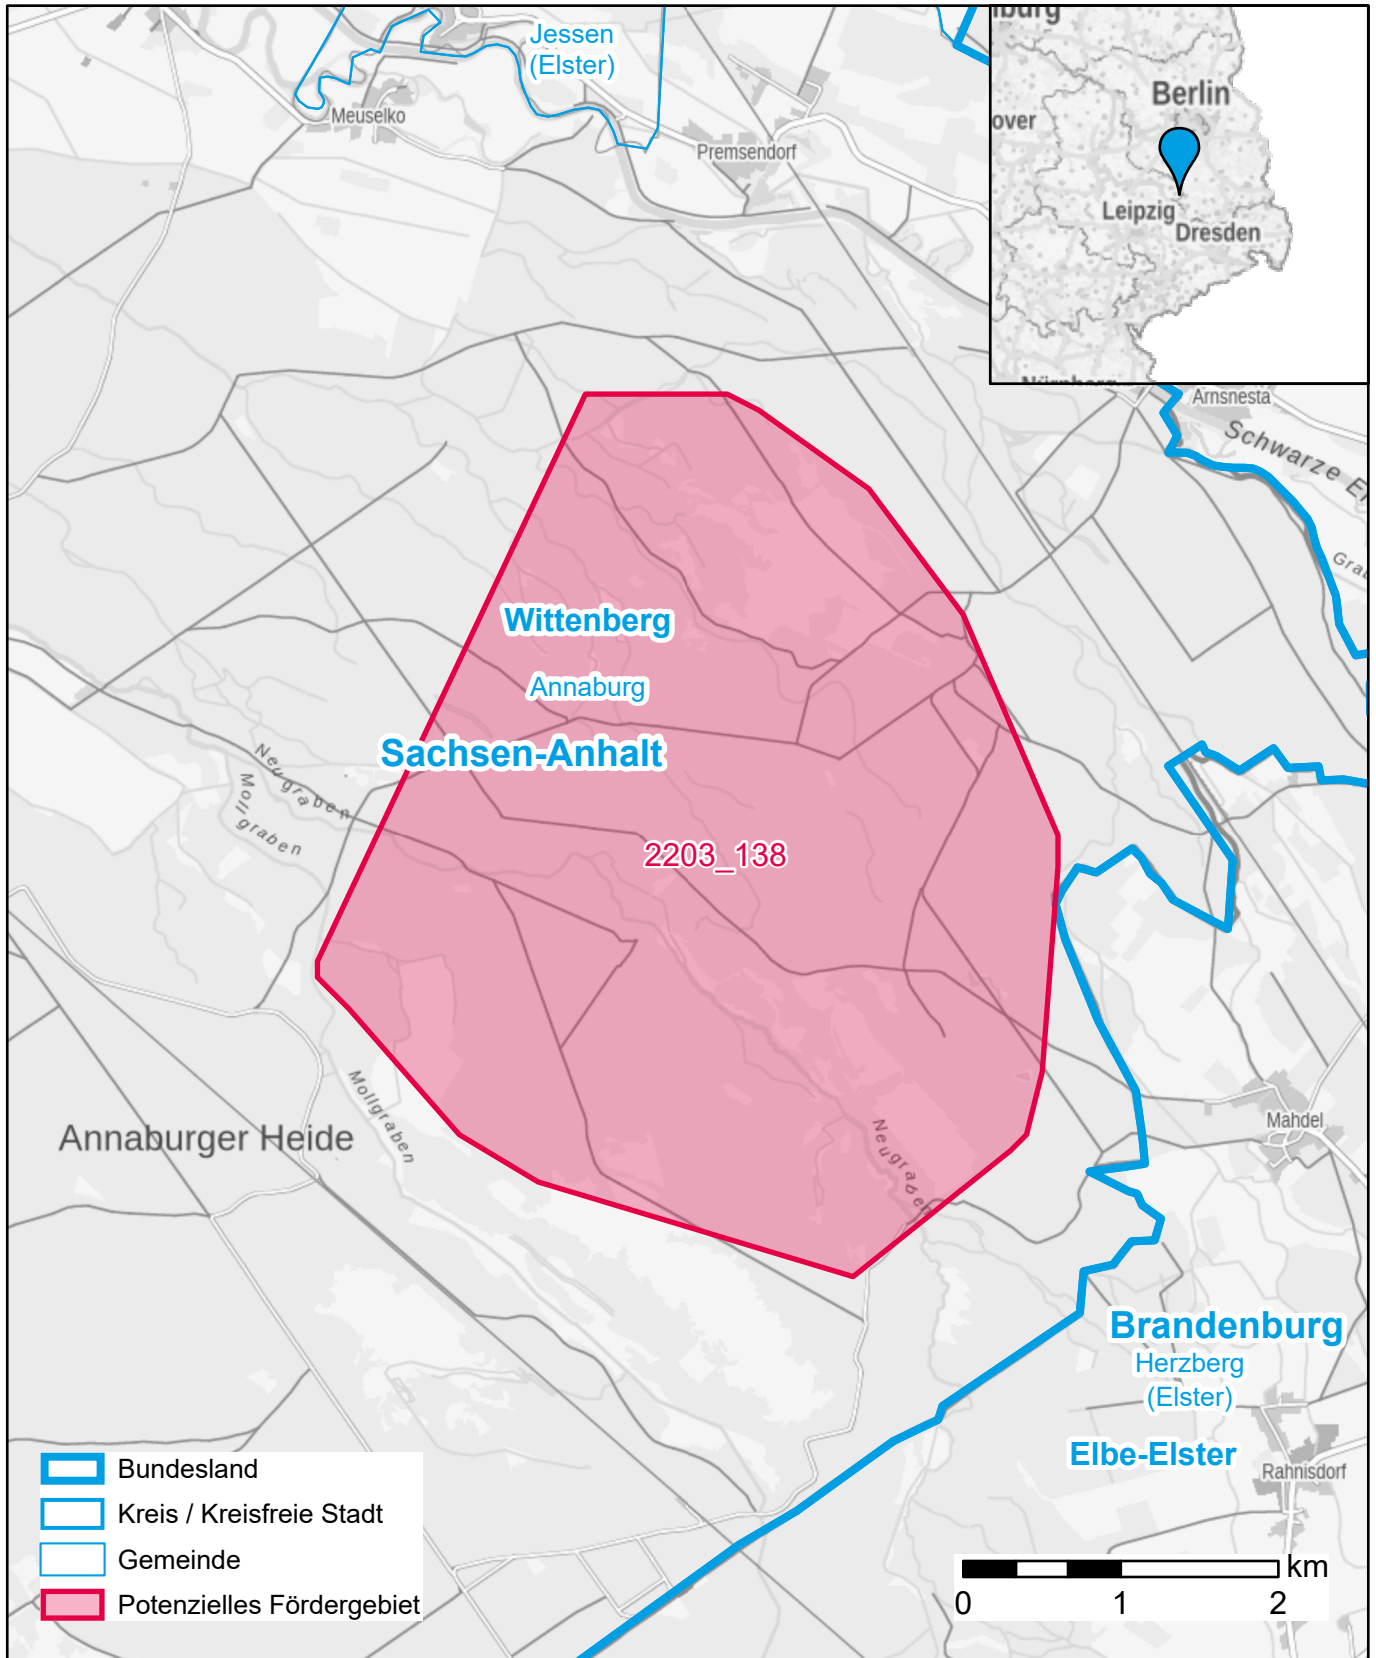 Jessen
(Elster)
Meuselko
Premsendorf
Berlin
over
Leipzig
Dresden
Arnsnesta
Schwarze
Wittenberg
Annaburg
Sachsen-Anhalt
Neugraben
Mollgraben
2203_138
Mollgraben
Annaburger Heide
Neugraben
Mahdel
Brandenburg
Herzberg
(Elster)
Elbe-Elster
Rahnisdorf
Bundesland
Kreis / Kreisfreie Stadt
Gemeinde
Potenzielles Fördergebiet
km
0 1 2